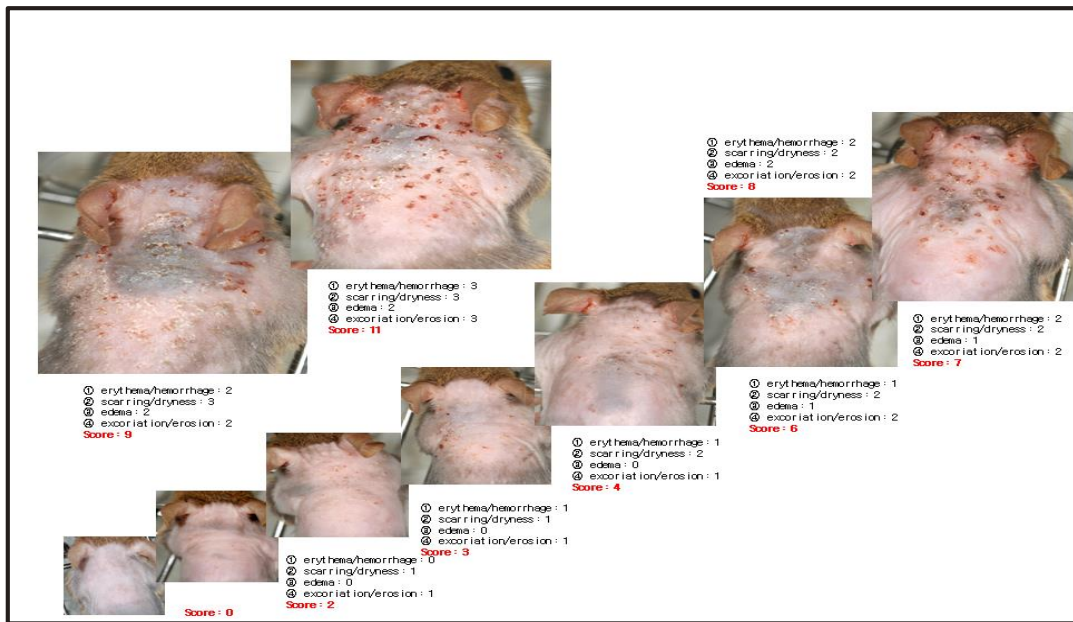 ① erythema/hemorrhage : 2
② scarring/dryness : 2
③ edema : 2
④ excoriation/erosion : 2
Score : 8
① erythema/hemorrhage : 3
② scarring/dryness : 3
③ edema : 2
④ excoriation/erosion : 3
Score : 11
① erythema/hemorrhage : 2
② scarring/dryness : 2
③ edema : 1
④ excoriation/erosion : 2
Score : 7
① erythema/hemorrhage : 2
② scarring/dryness : 3
③ edema : 2
④ excoriation/erosion : 2
Score : 9
① erythema/hemorrhage : 1
② scarring/dryness : 2
③ edema : 1
④ excoriation/erosion : 2
Score : 6
① erythema/hemorrhage : 1
② scarring/dryness : 2
③ edema : 0
④ excoriation/erosion : 1
Score : 4
① erythema/hemorrhage : 1
② scarring/dryness : 1
③ edema : 0
④ excoriation/erosion : 1
Score : 3
① erythema/hemorrhage : 0
② scarring/dryness : 1
③ edema : 0
④ excoriation/erosion : 1
Score : 2
Score : 0